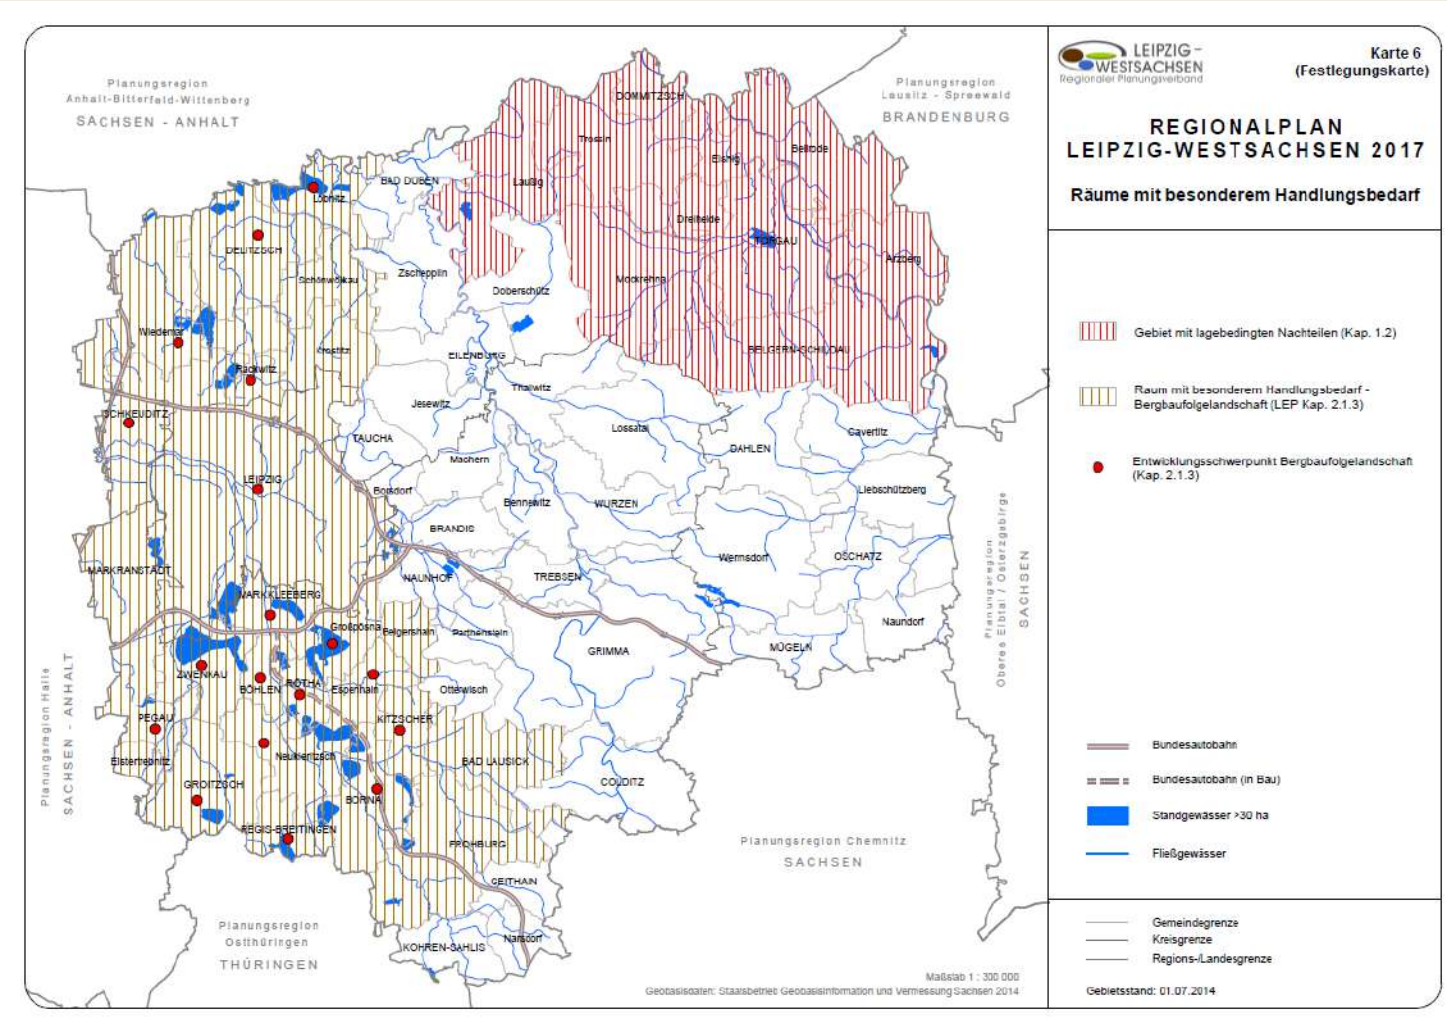 Planungsregion
Anhalt-Bitterfeld-Wittenberg
SACHSEN - ANHALT
Planungsregion
Lausitz - Spreewald
BRANDENBURG
DOMMITZSCH
Trossin
Elsnig
Beilrode
BAD DÜBEN
Laußig
Löbnitz
Dreiheide
TORGAU
DELITZSCH
Arzberg
Schönwölkau
Zschepplin
Mockrehna
Doberschütz
Wiedemar
Krostitz
EILENBURG
BELGERN-SCHILDAU
Rackwitz
Thallwitz
Jesewitz
SCHKEUDITZ
TAUCHA
Lossatal
Cavertitz
DAHLEN
Machern
LEIPZIG
Borsdorf
Bennewitz
WURZEN
Liebschützberg
BRANDIS
Wermsdorf
OSCHATZ
MARKRANSTÄDT
NAUNHOF
TREBSEN
MARKKLEEBERG
Großpösna
Belgershain
Parthenstein
Naundorf
GRIMMA
MÜGELN
ZWENKAU
BÖHLEN
RÖTHA
Espenhain
Otterwisch
PEGAU
KITZSCHER
Elstertrebnitz
Neukieritzsch
BAD LAUSICK
COLDITZ
GROITZSCH
BORNA
REGIS-BREITINGEN
FROHBURG
GEITHAIN
KOHREN-SAHLIS
Narsdorf
Planungsregion Halle
SACHSEN - ANHALT
Planungsregion
Oberes Elbtal / Osterzgebirge
SACHSEN
Planungsregion Chemnitz
SACHSEN
Planungsregion
Ostthüringen
THÜRINGEN
Maßstab 1 : 300 000
Geobasisdaten: Staatsbetrieb Geobasisinformation und Vermessung Sachsen 2014
LEIPZIG-
WESTSACHSEN
Regionaler Planungsverband
Karte 6
(Festlegungskarte)
REGIONALPLAN
LEIPZIG-WESTSACHSEN 2017
Räume mit besonderem Handlungsbedarf
Gebiet mit lagebedingten Nachteilen (Kap. 1.2)
Raum mit besonderem Handlungsbedarf -
Bergbaufolgelandschaft (LEP Kap. 2.1.3)
Entwicklungsschwerpunkt Bergbaufolgelandschaft
(Kap. 2.1.3)
Bundesautobahn
Bundesautobahn (in Bau)
Standgewässer >30 ha
Fließgewässer
Gemeindegrenze
Kreisgrenze
Regions-/Landesgrenze
Gebietsstand: 01.07.2014